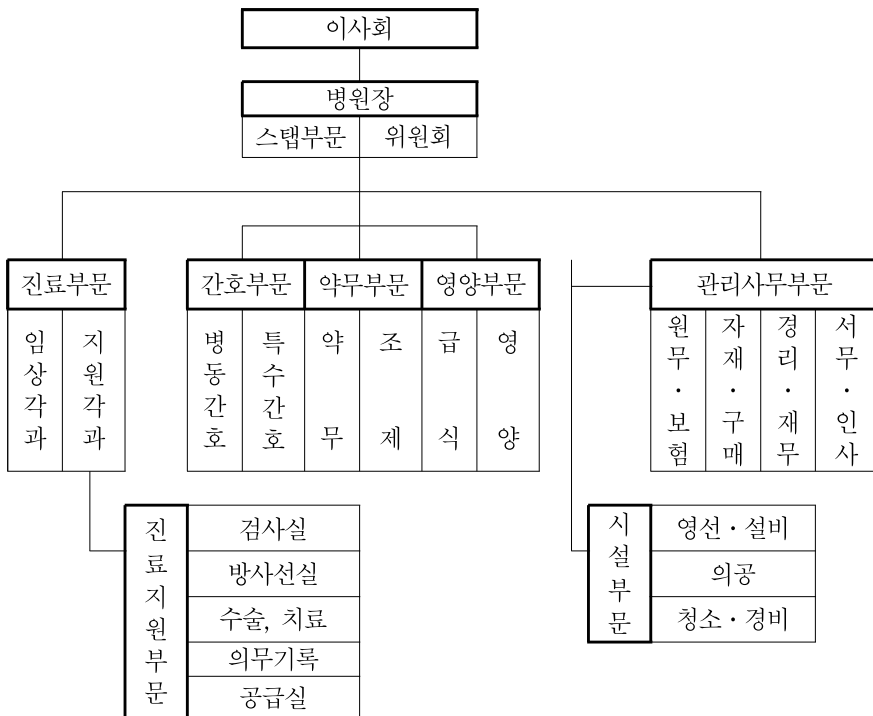 이사회
병원장
스탭부문 위원회
진료부문 간호부문 약무부문 영양부문 관리사무부문
임상각과 지원각과 병동간호 특수간호 약무 조제 급식 영양 원무·보험 자재·구매 경리·재무 서무·인사
진료지원부문
검사실
방사선실
수술, 치료
의무기록
공급실
시설부문
영선·설비
의공
청소·경비